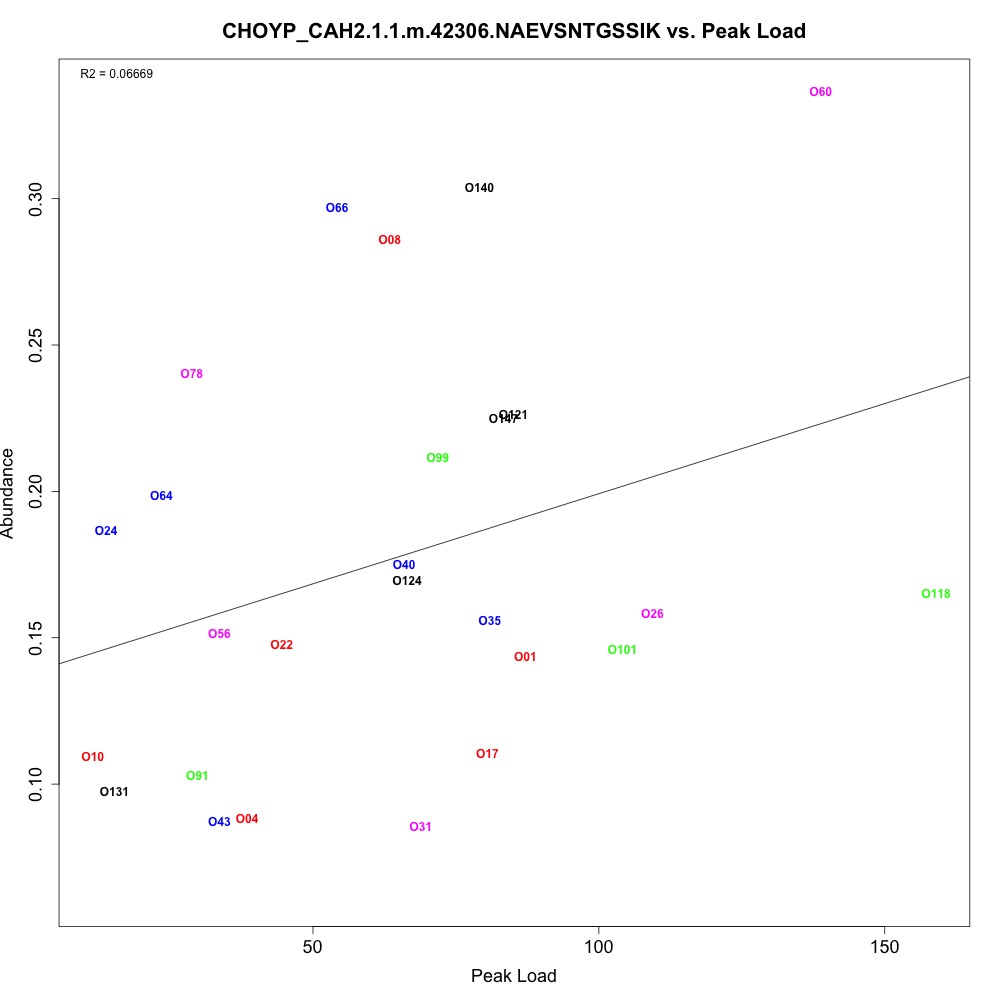 CHOYP_CAH2.1.1.m.42306.NAEVSNTGSSIK vs. Peak Load
R2 = 0.06669
O60
O140
O66
O08
O78
O121
O147
O99
O64
O24
O40
O124
O118
O26
O35
O56
O22
O101
O01
O17
O10
O91
O131
O04
O43
O31
0.30
0.25
0.20
0.15
0.10
Abundance
50 100 150
Peak Load